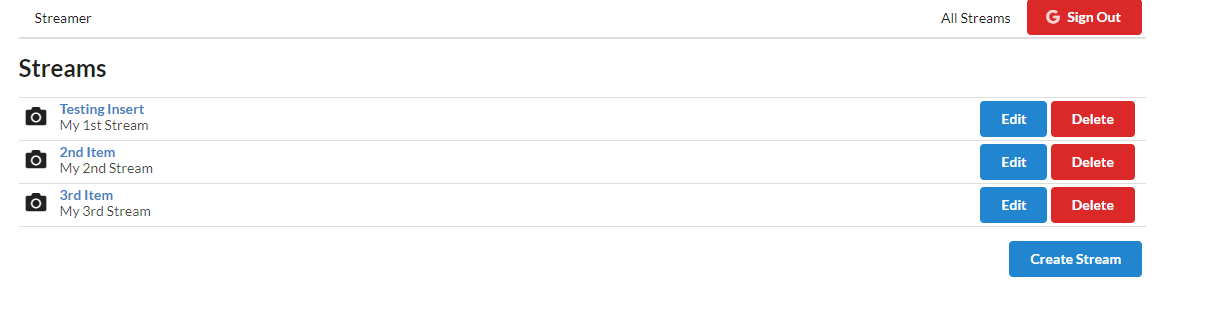 Streamer All Streams Sign Out
Streams
Testing Insert
My 1st Stream
Edit Delete
2nd Item
My 2nd Stream
Edit Delete
3rd Item
My 3rd Stream
Edit Delete
Create Stream